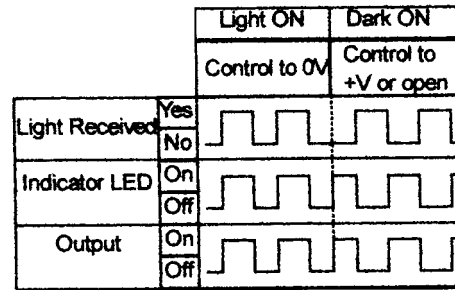 Light ON Dark ON
Control to 0V Control to
+V or open
Light Received Yes
No
Indicator LED On
Off
Output On
Off